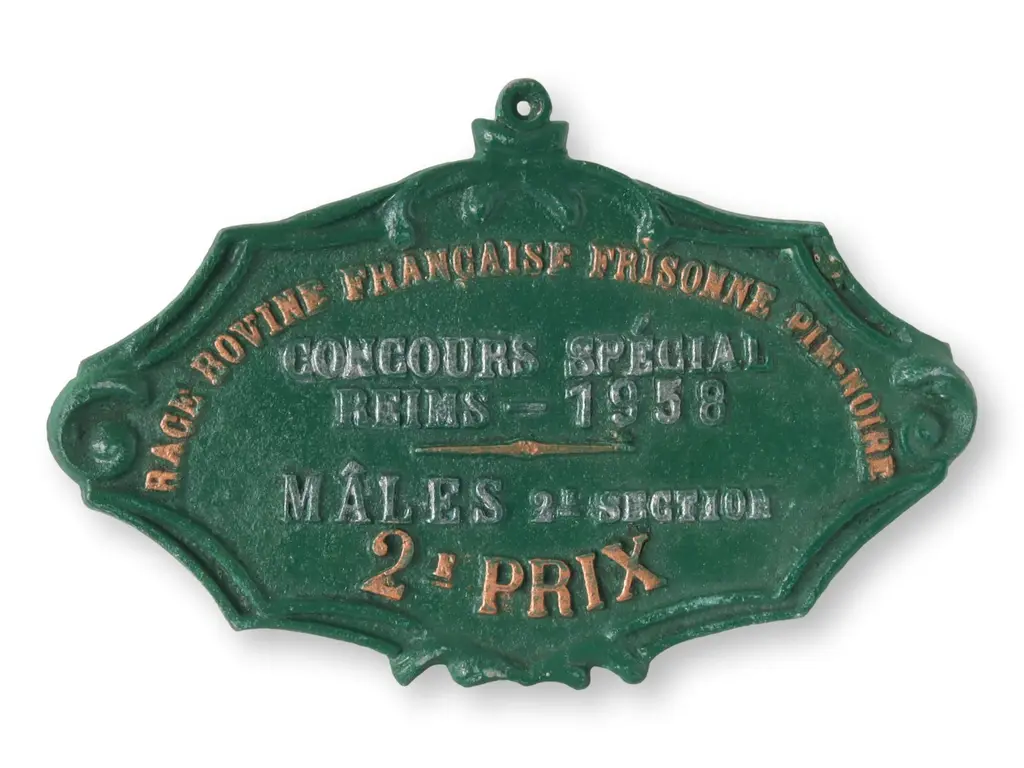 RACE BOVINE FRANÇAISE FRISONNE PIE-NOIRE
CONCOURS SPÉCIAL
REIMS – 1958
MÂLES 2E SECTION
2E PRIX